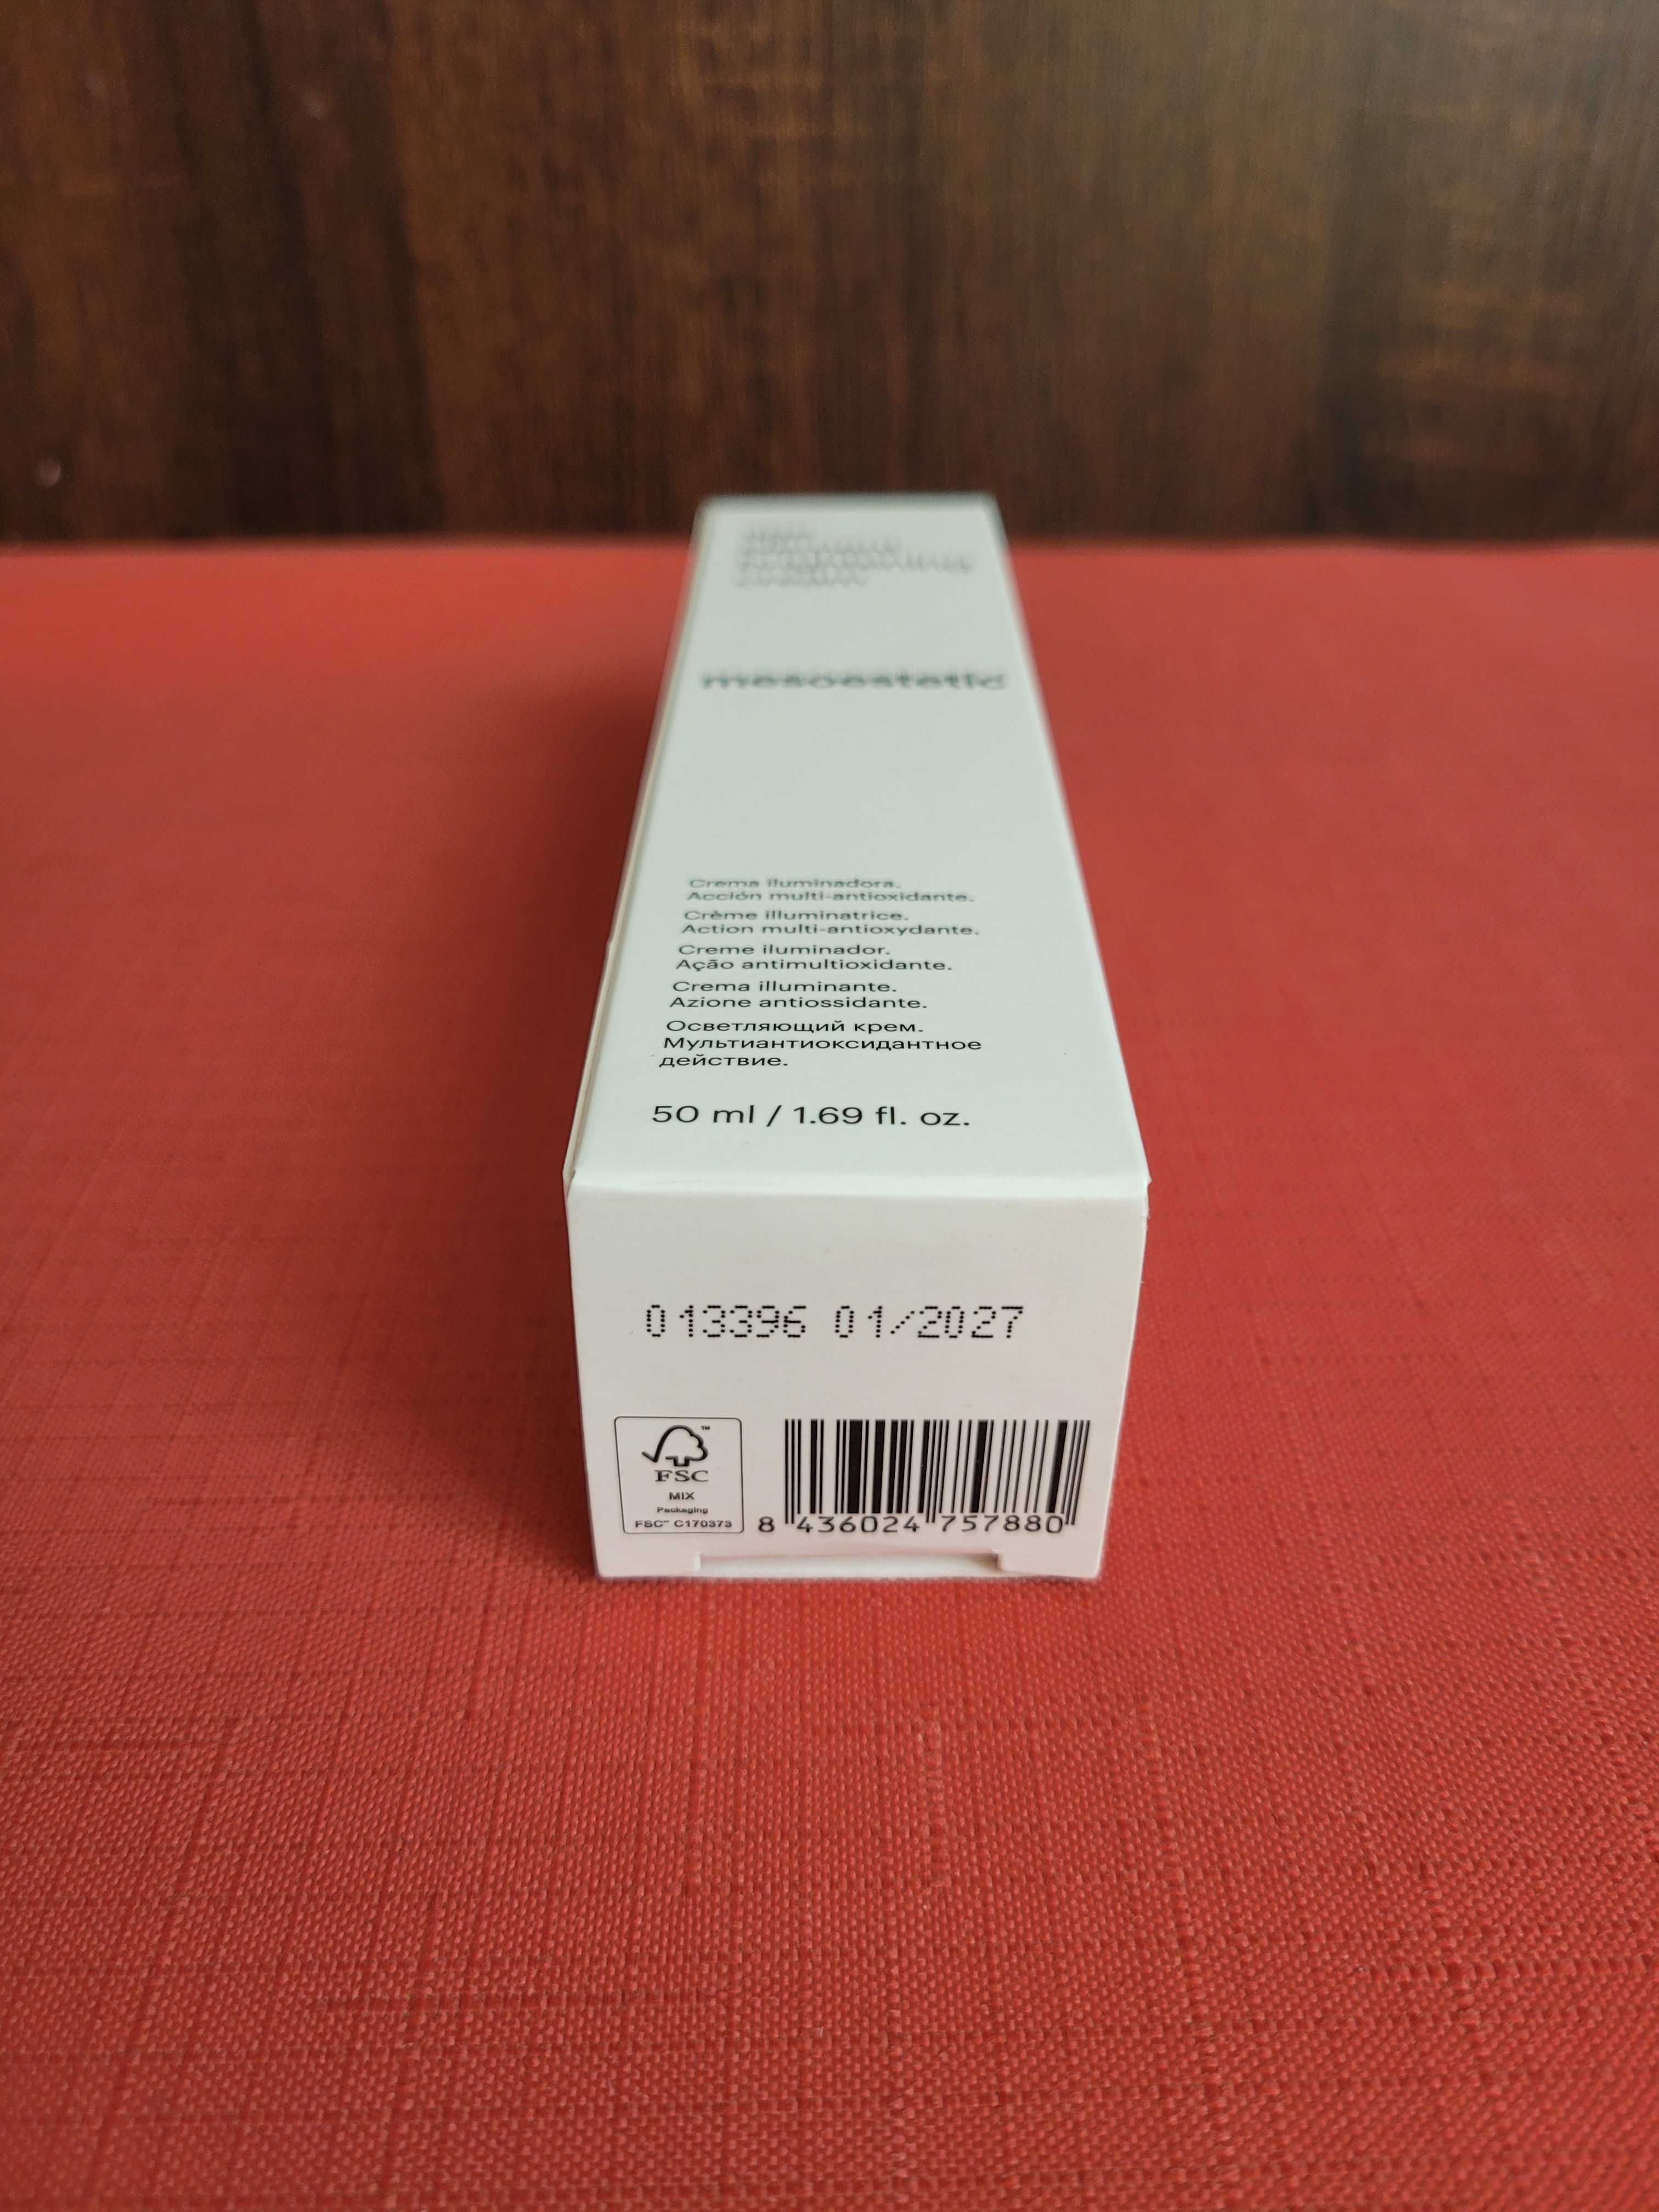 mesoestetic
Crema iluminadora.
Acción multi-antioxidante.
Crème illuminatrice.
Action multi-antioxydante.
Creme iluminador.
Ação antimultioxidante.
Crema illuminante.
Azione antiossidante.
Осветляющий крем.
Мультиантиоксидантное
действие.
50 ml / 1.69 fl. oz.
013396 01/2027
FSC
MIX
Packaging
FSC™ C170373
8 436024 757880